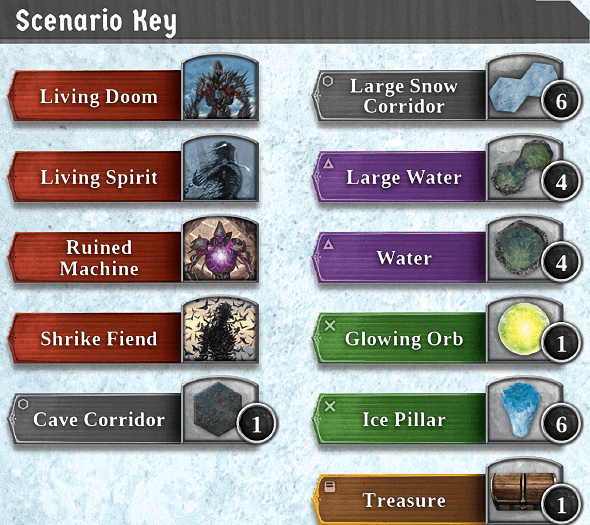 Scenario Key
Living Doom
Living Spirit
Ruined
Machine
Shrike Fiend
Cave Corridor
1
Large Snow
Corridor
6
Large Water
4
Water
4
Glowing Orb
1
Ice Pillar
6
Treasure
1